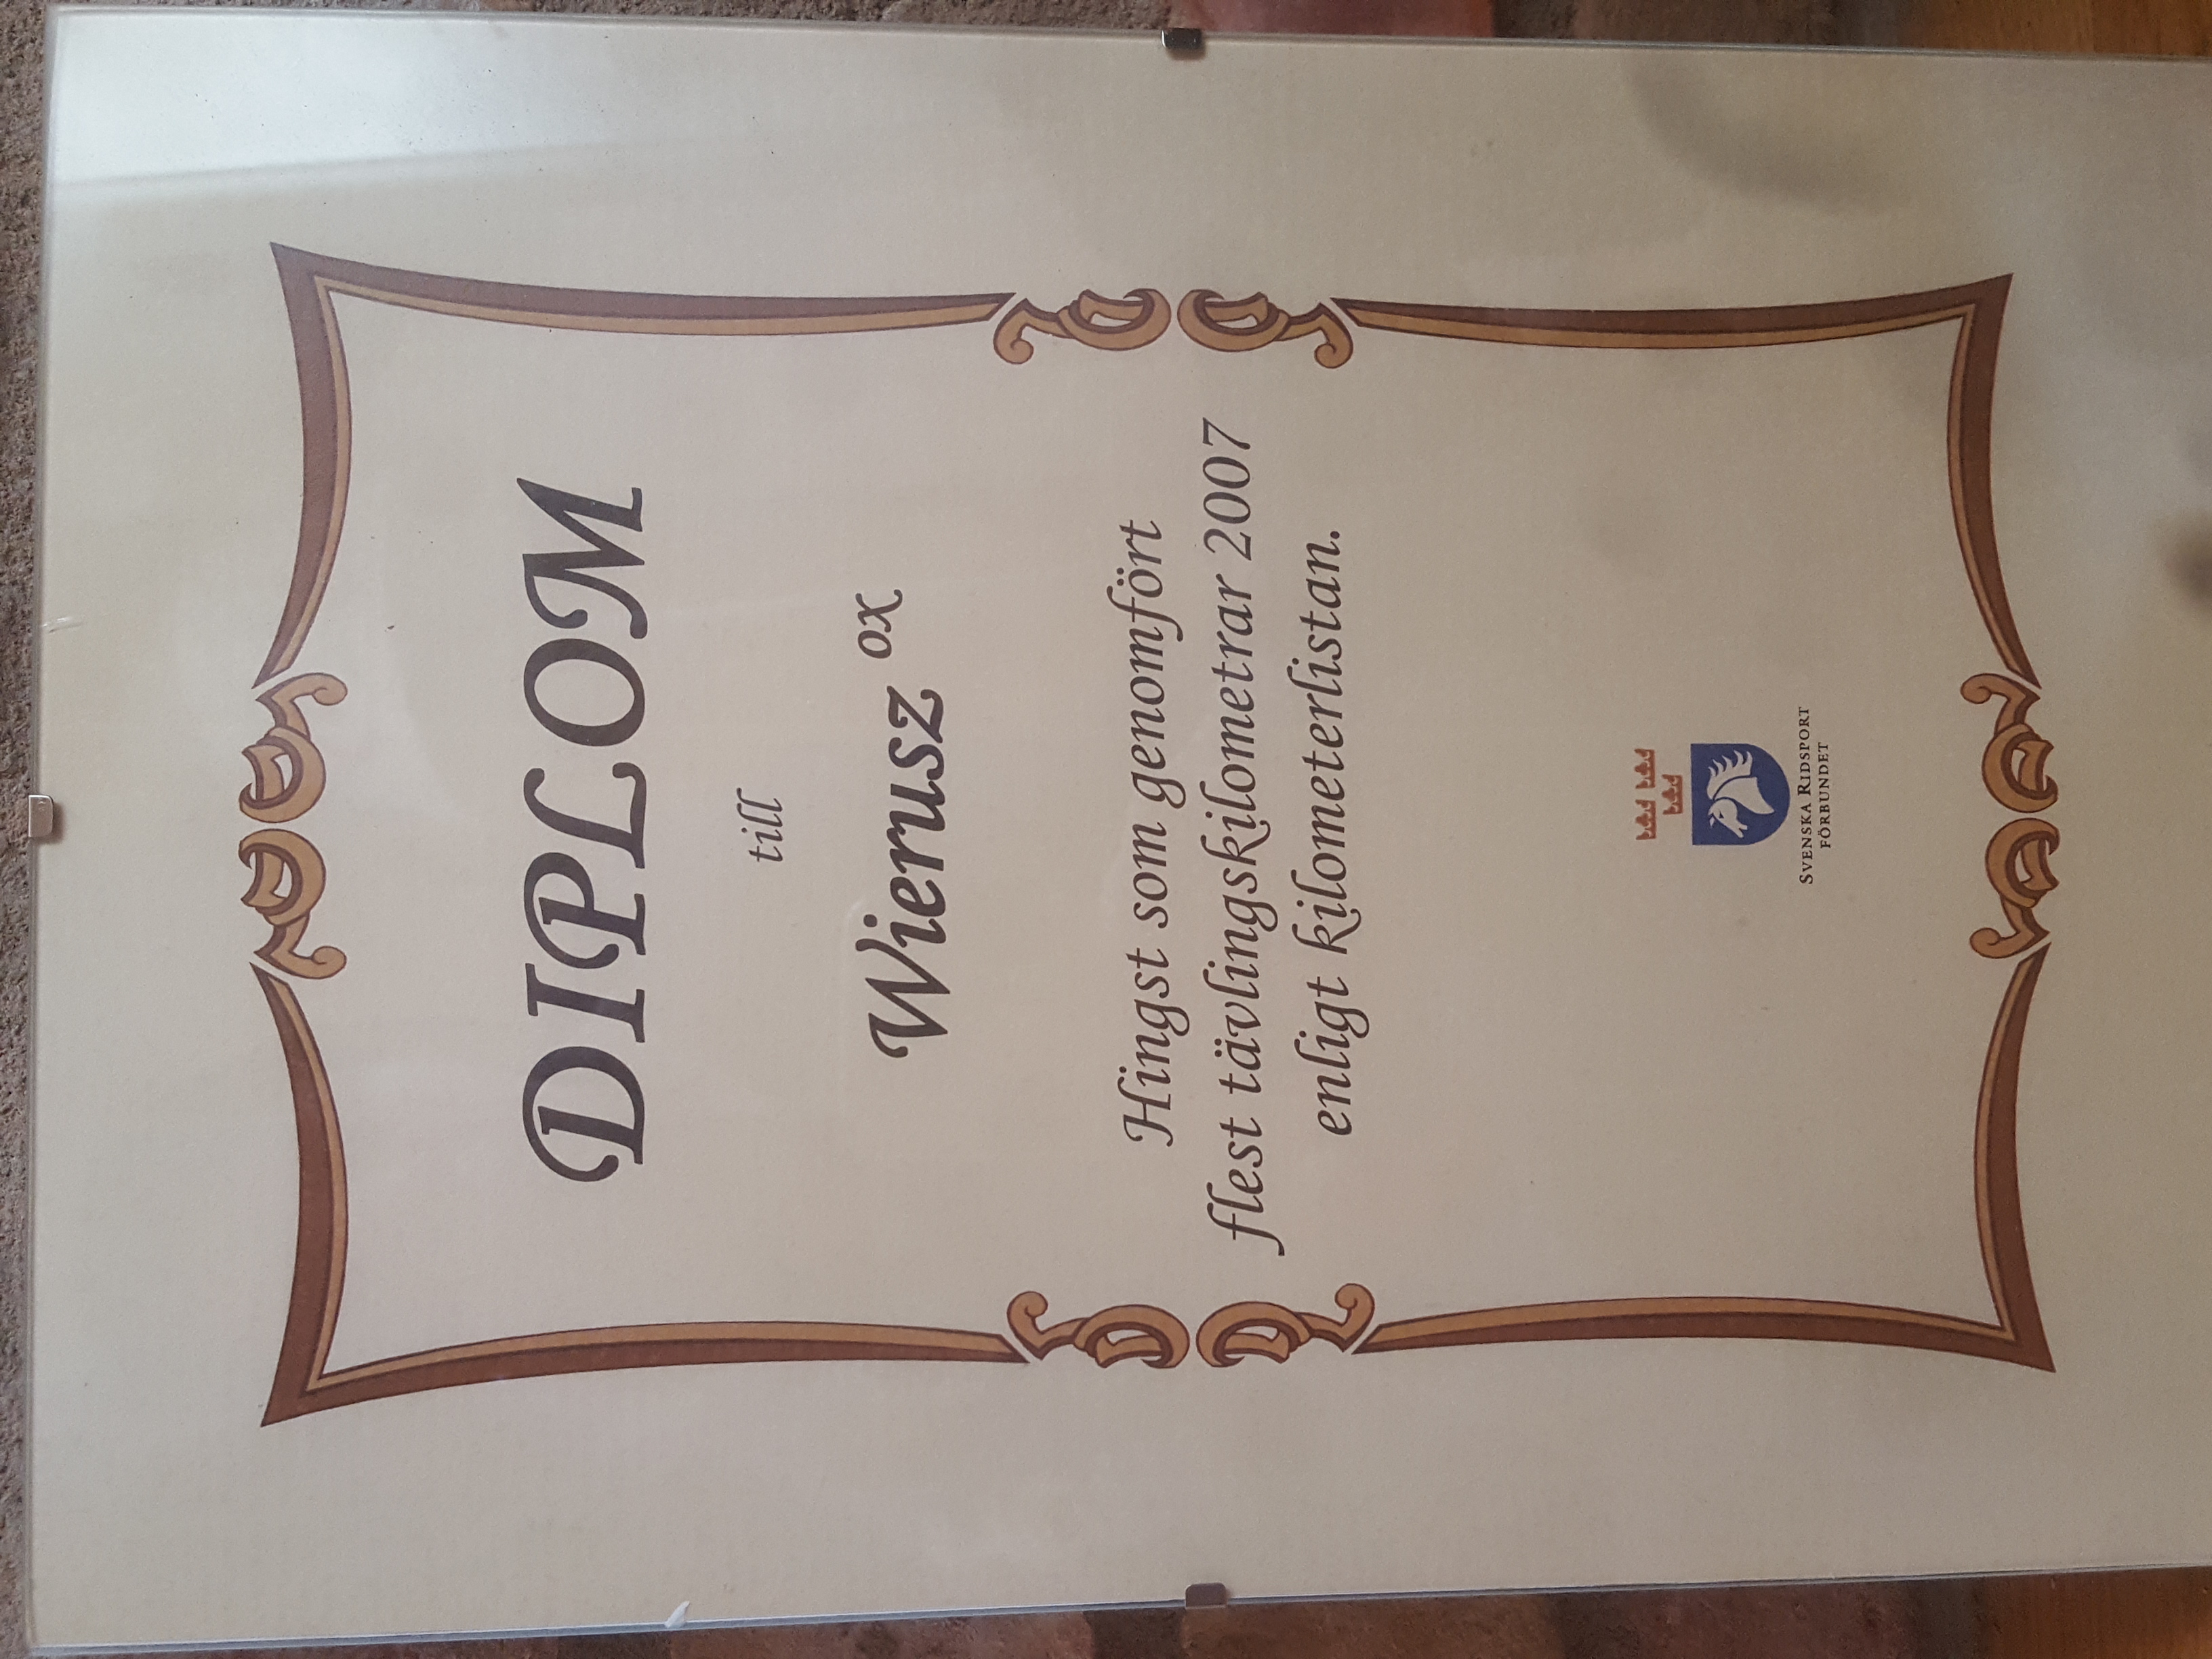 DIPLOM
till
Wierusz ox
Hingst som genomfört
flest tävlingskilometrar 2007
enligt kilometerlistan.
SVENSKA RIDSPORT
FÖRBUNDET